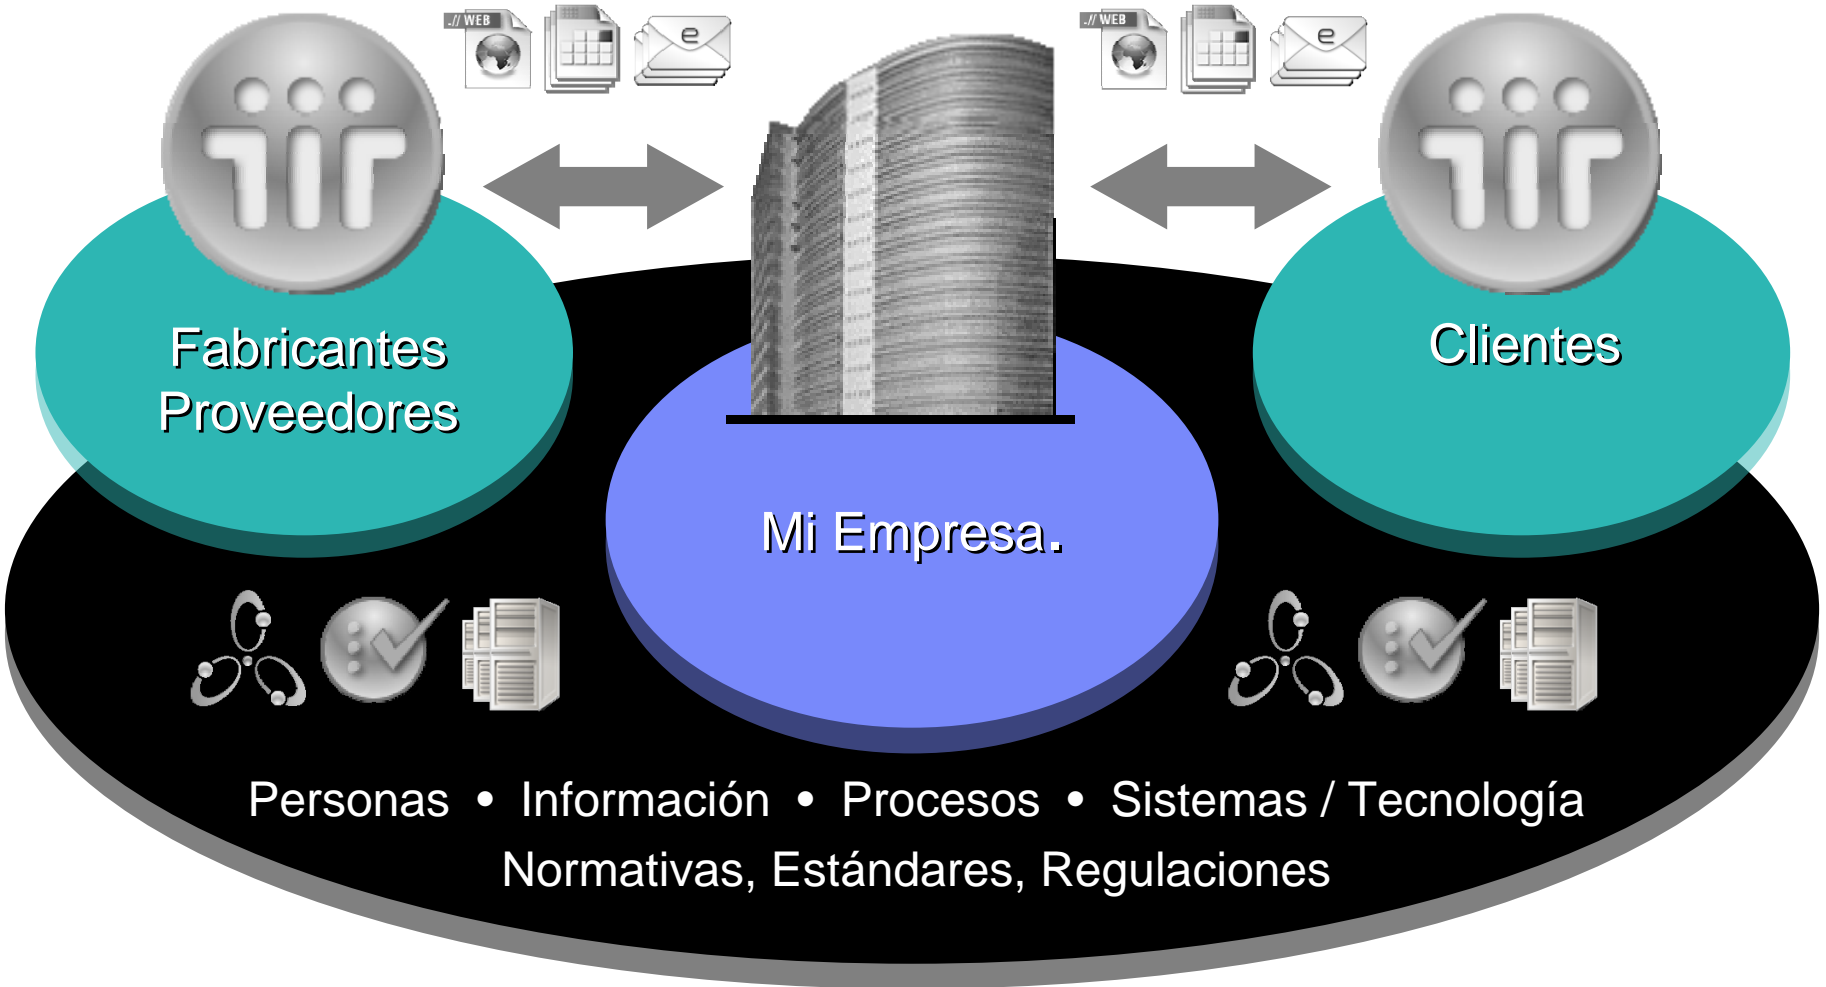 .// WEB
.// WEB
e
e
Fabricantes
Proveedores
Clientes
Mi Empresa.
Personas • Información • Procesos • Sistemas / Tecnología
Normativas, Estándares, Regulaciones